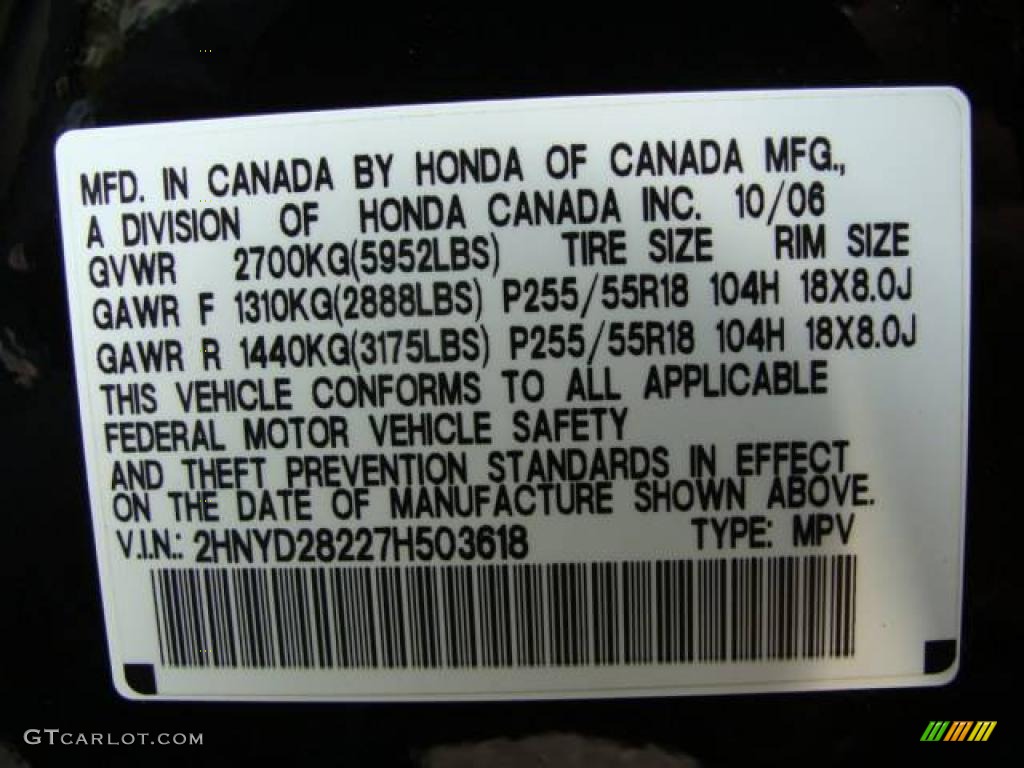 MFD. IN CANADA BY HONDA OF CANADA MFG.,
A DIVISION OF HONDA CANADA INC. 10/06
GVWR 2700KG(5952LBS) TIRE SIZE RIM SIZE
GAWR F 1310KG(2888LBS) P255/55R18 104H 18X8.0J
GAWR R 1440KG(3175LBS) P255/55R18 104H 18X8.0J
THIS VEHICLE CONFORMS TO ALL APPLICABLE
FEDERAL MOTOR VEHICLE SAFETY
AND THEFT PREVENTION STANDARDS IN EFFECT
ON THE DATE OF MANUFACTURE SHOWN ABOVE.
V.I.N.: 2HNYD28227H503618 TYPE: MPV
GTCARLOT.COM